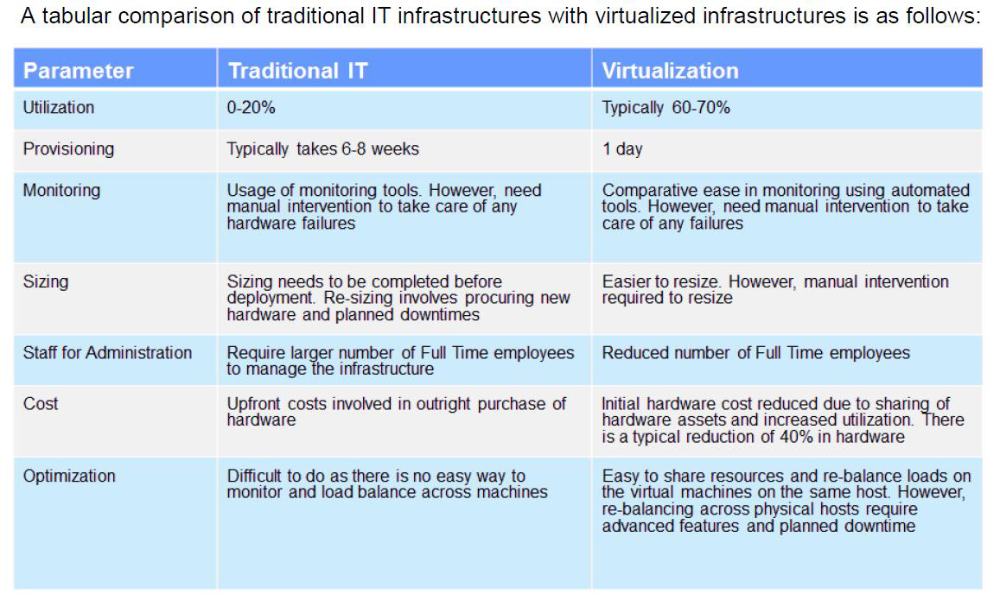 A tabular comparison of traditional IT infrastructures with virtualized infrastructures is as follows:
Parameter Traditional IT Virtualization
Utilization 0-20% Typically 60-70%
Provisioning Typically takes 6-8 weeks 1 day
Monitoring
Usage of monitoring tools. However, need
manual intervention to take care of any
hardware failures
Comparative ease in monitoring using automated
tools. However, need manual intervention to take
care of any failures
Sizing
Sizing needs to be completed before
deployment. Re-sizing involves procuring new
hardware and planned downtimes
Easier to resize. However, manual intervention
required to resize
Staff for Administration
Require larger number of Full Time employees
to manage the infrastructure
Reduced number of Full Time employees
Cost
Upfront costs involved in outright purchase of
hardware
Initial hardware cost reduced due to sharing of
hardware assets and increased utilization. There
is a typical reduction of 40% in hardware
Optimization
Difficult to do as there is no easy way to
monitor and load balance across machines
Easy to share resources and re-balance loads on
the virtual machines on the same host. However,
re-balancing across physical hosts require
advanced features and planned downtime